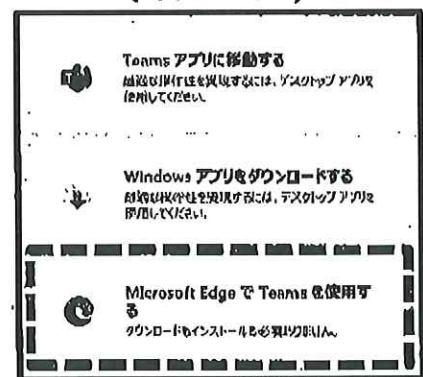 Teams アプリに移動する
最適な操作性を実現するには、デスクトップ アプリを
使用してください。
Windows アプリをダウンロードする
最適な操作性を実現するには、デスクトップ アプリを
使用してください。
Microsoft Edge で Teams を使用す
る
ダウンロードもインストールも必要ありません。